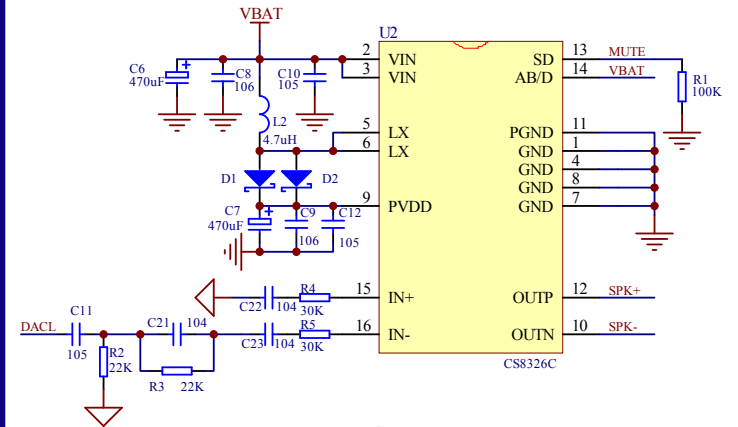 VBAT
U2
C6
470uF
+
C8
106
C10
105
L2
4.7uH
D1
D2
C7
470uF
+
C9
106
C12
105
2
VIN
3
VIN
5
LX
6
LX
9
PVDD
15
IN+
16
IN-
SD
13
MUTE
AB/D
14
VBAT
R1
100K
PGND
11
GND
1
GND
4
GND
8
GND
7
OUTP
12
SPK+
OUTN
10
SPK-
CS8326C
C22
104
R4
30K
DACL
C11
105
R2
22K
C21
104
R3
22K
C23
104
R5
30K